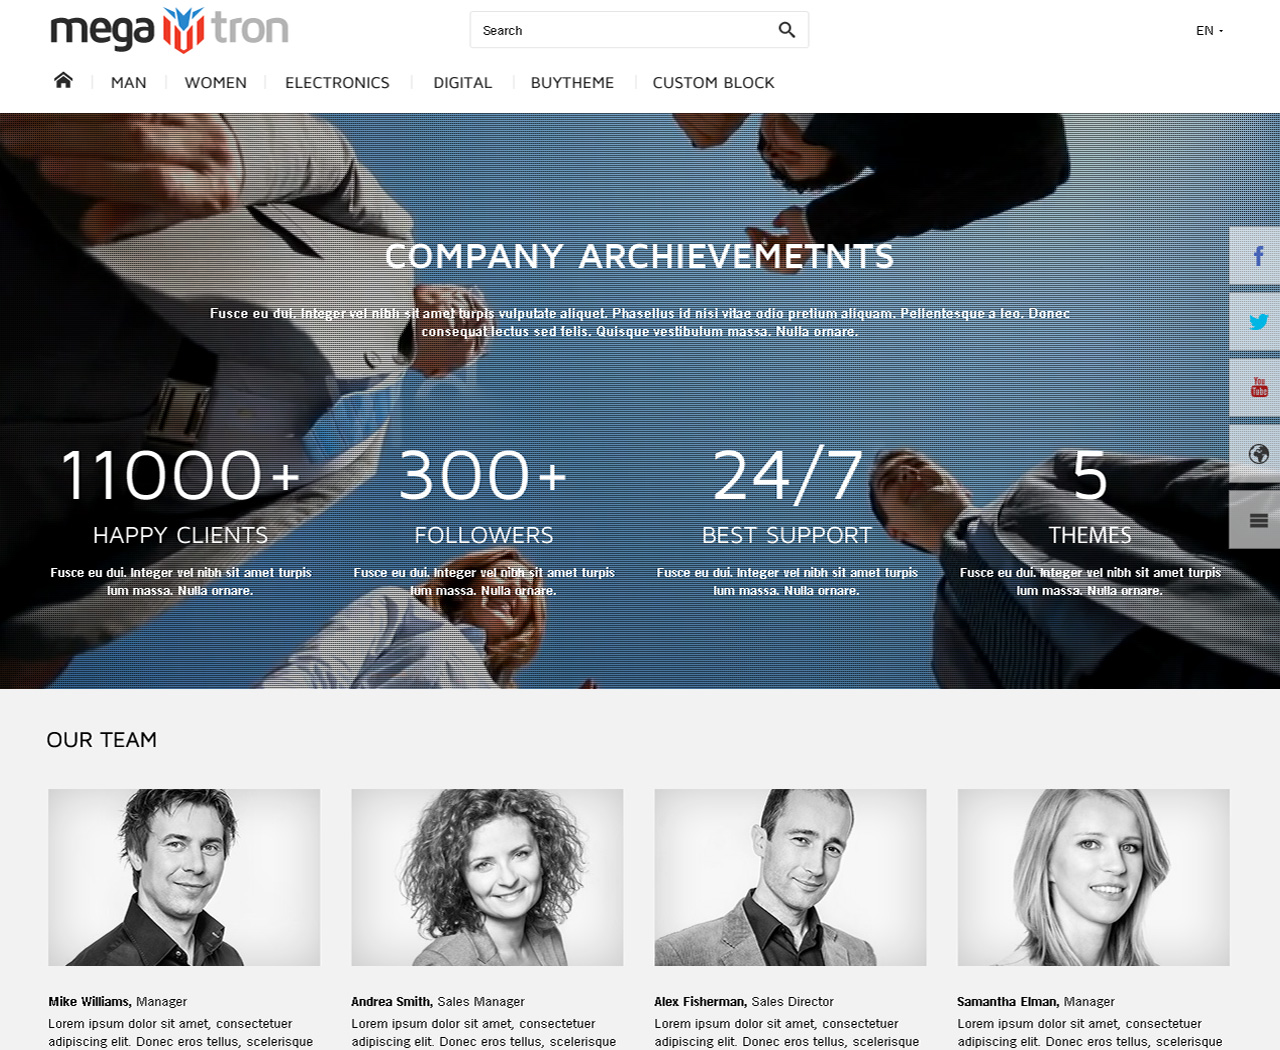 mega tron
Search
EN
MAN WOMEN ELECTRONICS DIGITAL BUYTHEME CUSTOM BLOCK
COMPANY ARCHIEVEMETNTS
Fusce eu dui. Integer vel nibh sit amet turpis vulputate aliquet. Phasellus id nisi vitae odio pretium aliquam. Pellentesque a leo. Donec
consequat lectus sed felis. Quisque vestibulum massa. Nulla ornare.
You
Tube
11000+ 300+ 24/7 5
HAPPY CLIENTS FOLLOWERS BEST SUPPORT THEMES
Fusce eu dui. Integer vel nibh sit amet turpis Fusce eu dui. Integer vel nibh sit amet turpis Fusce eu dui. Integer vel nibh sit amet turpis Fusce eu dui. Integer vel nibh sit amet turpis
lum massa. Nulla ornare. lum massa. Nulla ornare. lum massa. Nulla ornare. lum massa. Nulla ornare.
OUR TEAM
Mike Williams, Manager Andrea Smith, Sales Manager Alex Fisherman, Sales Director Samantha Elman, Manager
Lorem ipsum dolor sit amet, consectetuer Lorem ipsum dolor sit amet, consectetuer Lorem ipsum dolor sit amet, consectetuer Lorem ipsum dolor sit amet, consectetuer
adipiscing elit. Donec eros tellus, scelerisque adipiscing elit. Donec eros tellus, scelerisque adipiscing elit. Donec eros tellus, scelerisque adipiscing elit. Donec eros tellus, scelerisque